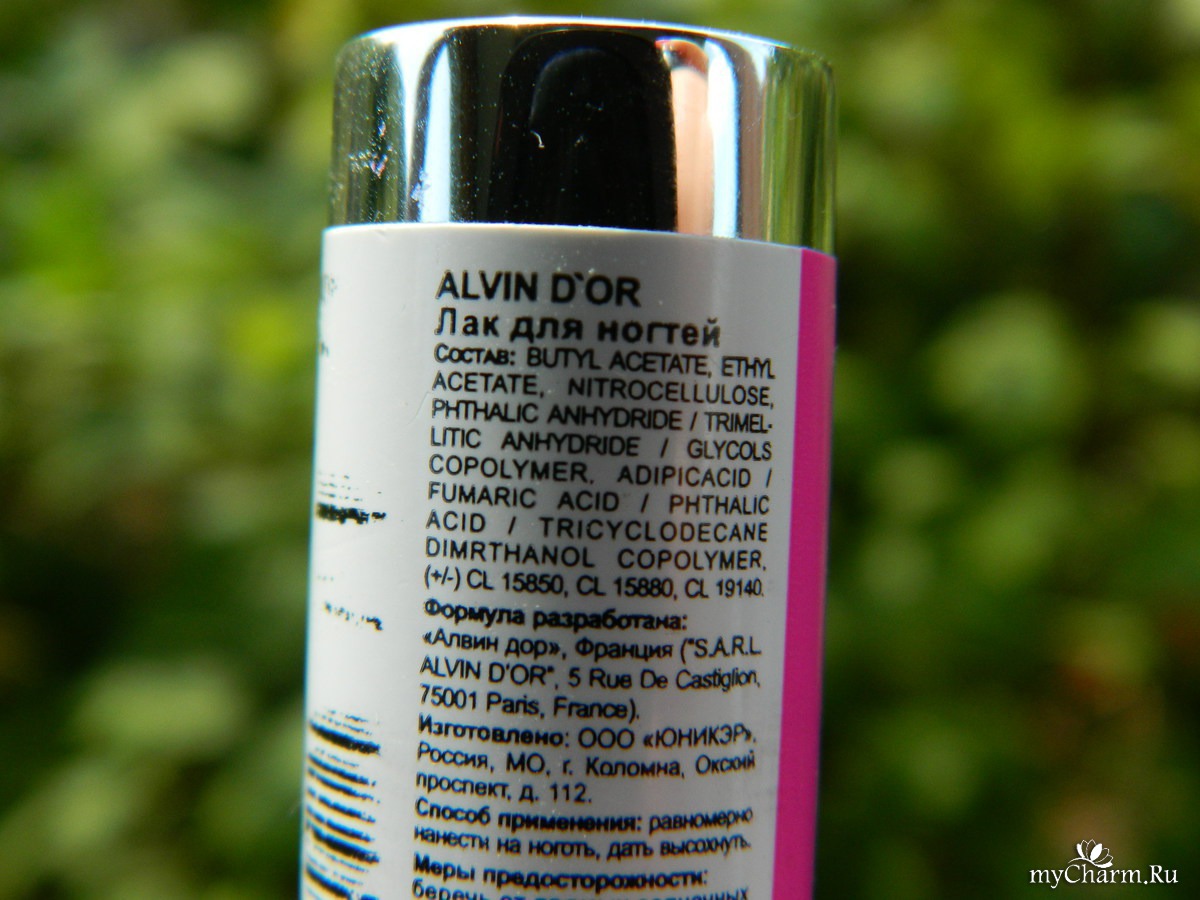 ALVIN D`OR
Лак для ногтей
Состав: BUTYL ACETATE, ETHYL
ACETATE, NITROCELLULOSE,
PHTHALIC ANHYDRIDE / TRIMEL-
LITIC ANHYDRIDE / GLYCOLS
COPOLYMER, ADIPICACID /
FUMARIC ACID / PHTHALIC
ACID / TRICYCLODECANE
DIMRTHANOL COPOLYMER,
(+/-) CL 15850, CL 15880, CL 19140.
Формула разработана:
«Алвин дор», Франция ("S.A.R.L
ALVIN D'OR", 5 Rue De Castiglion,
75001 Paris, France).
Изготовлено: ООО «ЮНИКЭР»,
Россия, МО, г. Коломна, Окский
проспект, д. 112.
Способ применения: равномерно
нанести на ноготь, дать высохнуть.
Меры предосторожности:
беречь от
myCharm.Ru